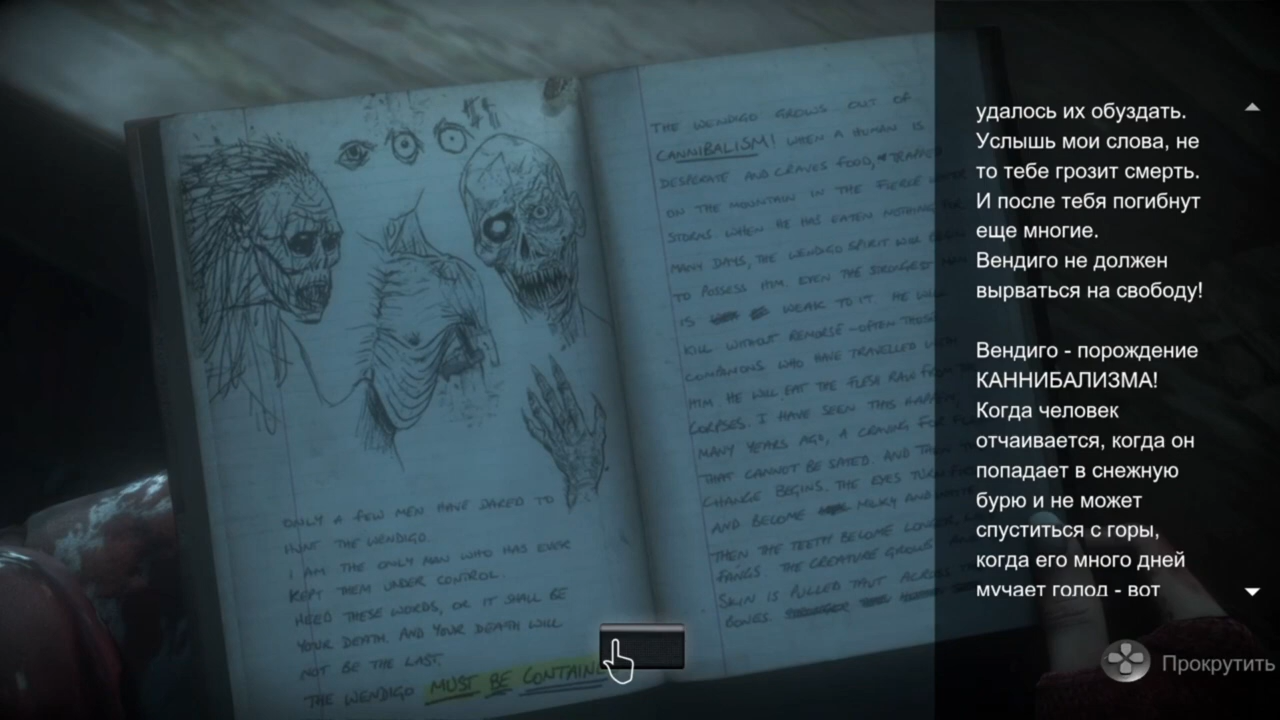 ONLY A FEW MEN HAVE DARED TO
HUNT THE WENDIGO.
I AM THE ONLY MAN WHO HAS EVER
KEPT THEM UNDER CONTROL.
HEED THESE WORDS, OR IT SHALL BE
YOUR DEATH. AND YOUR DEATH WILL
NOT BE THE LAST.
THE WENDIGO MUST BE
THE WENDIGO GROWS OUT OF
CANNIBALISM! WHEN A HUMAN IS
DESPERATE AND CRAVES FOOD, TRAPPED
ON THE MOUNTAIN IN THE FIERCE WINTER
STORMS. WHEN HE HAS EATEN NOTHING FOR
MANY DAYS, THE WENDIGO SPIRIT WILL
TO POSSESS HIM. EVEN THE STRONGEST MAN
IS WEAK TO IT. HE WILL
KILL WITHOUT REMORSE - OFTEN THOSE
COMPANIONS WHO HAVE TRAVELLED WITH
HIM. HE WILL EAT THE FLESH RAW FROM
CORPSES. I HAVE SEEN THIS HAPPEN
MANY YEARS AGO, A CRAVING FOR
THAT CANNOT BE SATED. AND THEN
CHANGE BEGINS. THE EYES TURN
AND BECOME MILKY AND
THEN THE TEETH BECOME LONGER,
FANGS. THE CREATURE GROWS
SKIN IS PULLED TAUT ACROSS
BONES.
удалось их обуздать.
Услышь мои слова, не
то тебе грозит смерть.
И после тебя погибнут
еще многие.
Вендиго не должен
вырваться на свободу!
Вендиго - порождение
КАННИБАЛИЗМА!
Когда человек
отчаивается, когда он
попадает в снежную
бурю и не может
спуститься с горы,
когда его много дней
мучает голод - вот
Прокрутить